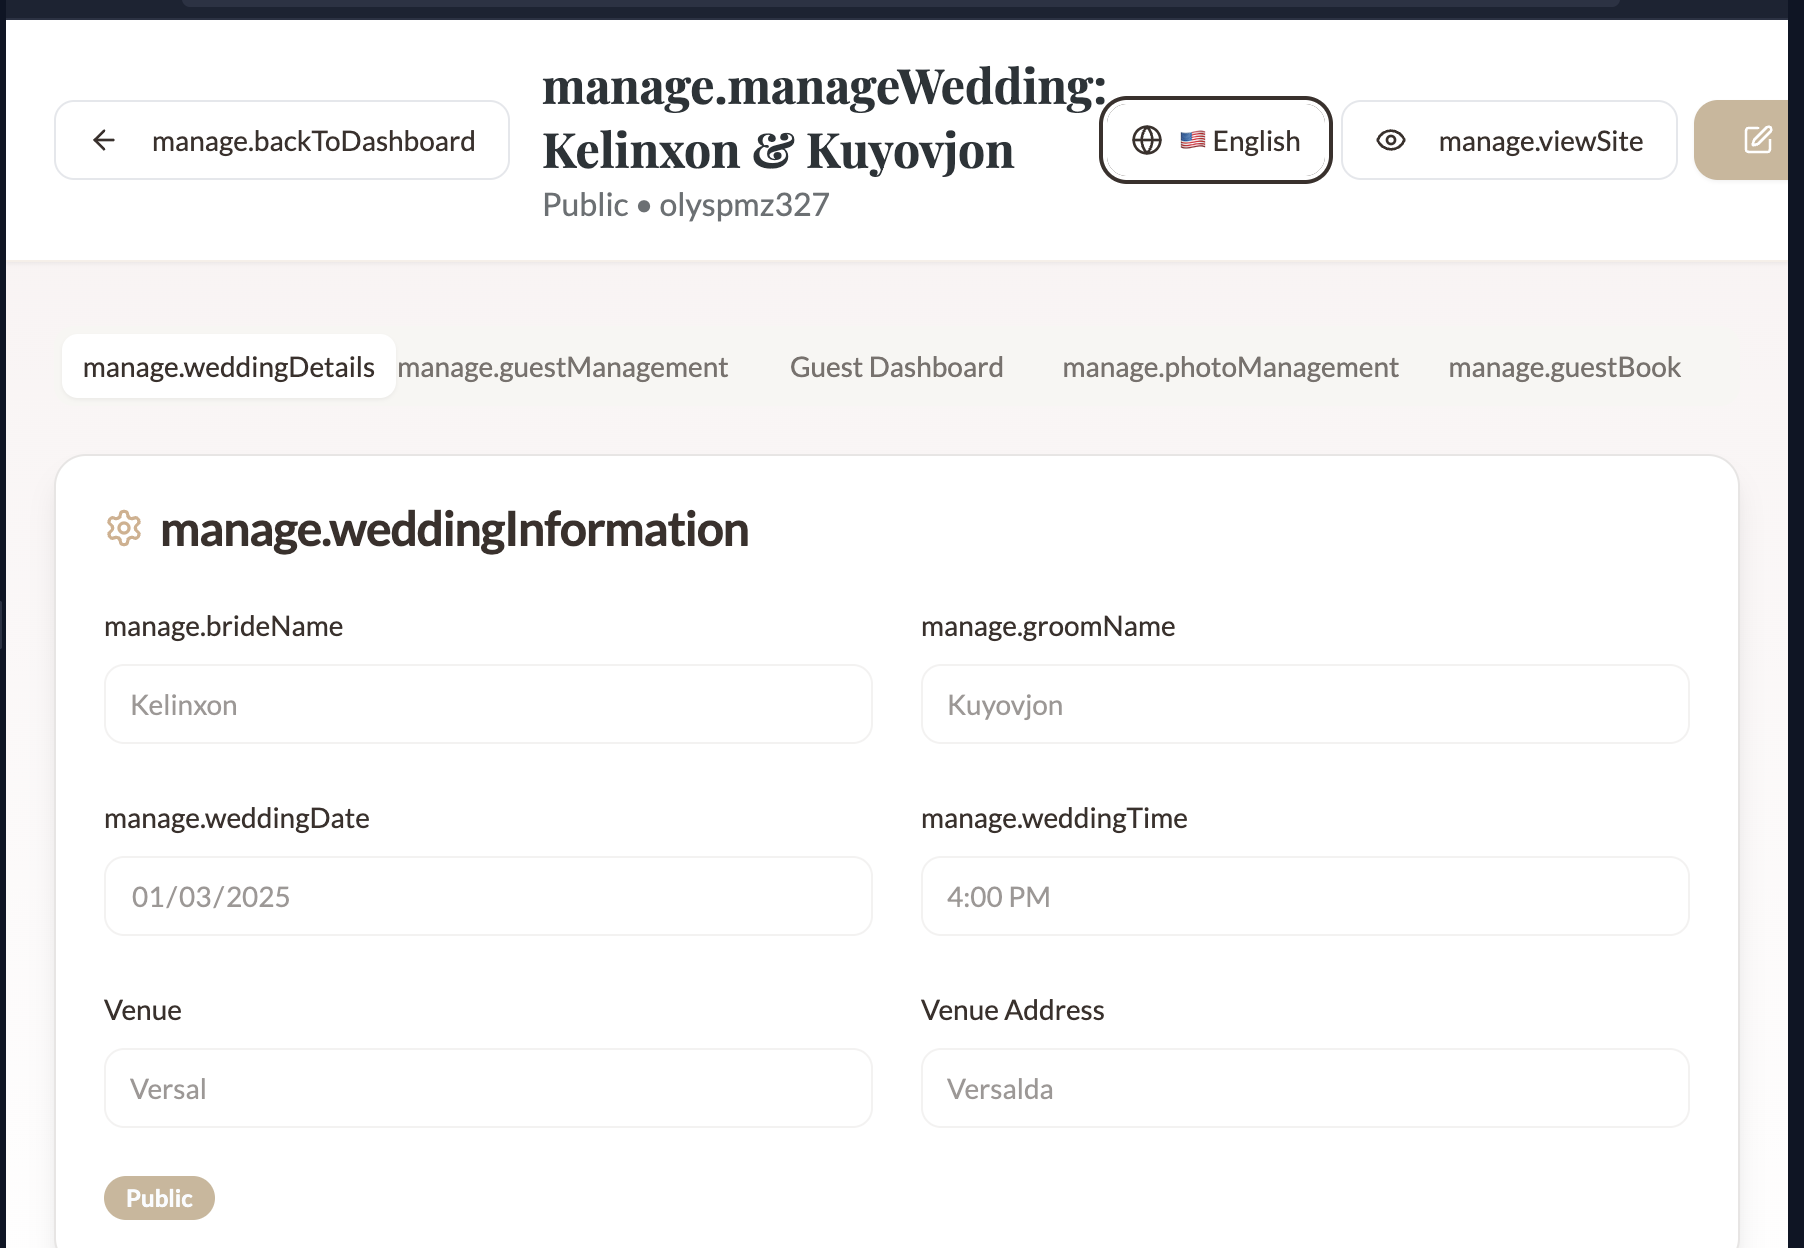 manage.backToDashboard
manage.manageWedding:
Kelinxon & Kuyovjon
Public • olyspmz327
🇺🇸 English
manage.viewSite
manage.weddingDetails
manage.guestManagement
Guest Dashboard
manage.photoManagement
manage.guestBook
manage.weddingInformation
manage.brideName
Kelinxon
manage.groomName
Kuyovjon
manage.weddingDate
01/03/2025
manage.weddingTime
4:00 PM
Venue
Versal
Venue Address
Versalda
Public